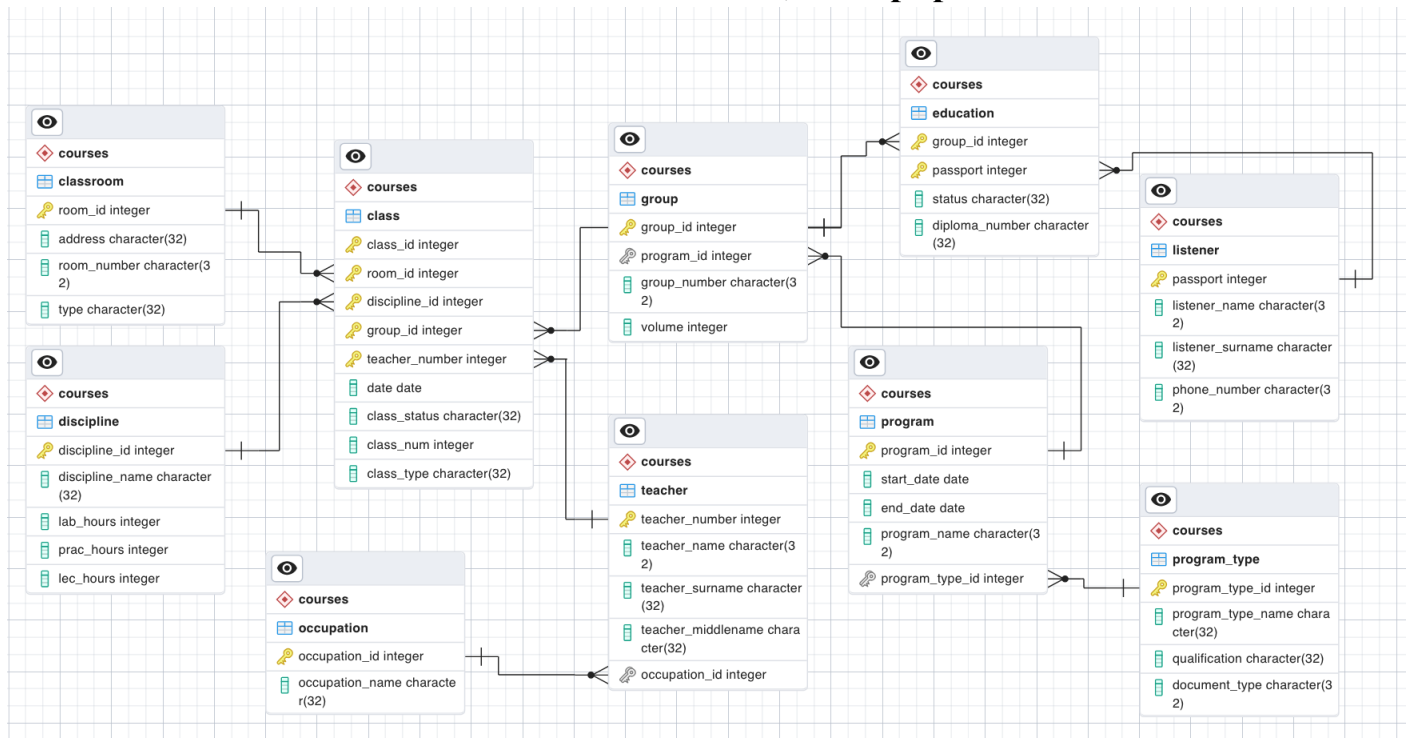 courses
classroom
room_id integer
address character(32)
room_number character(3
2)
type character(32)
courses
discipline
discipline_id integer
discipline_name character
(32)
lab_hours integer
prac_hours integer
lec_hours integer
courses
occupation
occupation_id integer
occupation_name characte
r(32)
courses
class
class_id integer
room_id integer
discipline_id integer
group_id integer
teacher_number integer
date date
class_status character(32)
class_num integer
class_type character(32)
courses
group
group_id integer
program_id integer
group_number character(3
2)
volume integer
courses
teacher
teacher_number integer
teacher_name character(3
2)
teacher_surname character
(32)
teacher_middlename chara
cter(32)
occupation_id integer
courses
education
group_id integer
passport integer
status character(32)
diploma_number character
(32)
courses
program
program_id integer
start_date date
end_date date
program_name character(3
2)
program_type_id integer
courses
listener
passport integer
listener_name character(3
2)
listener_surname character
(32)
phone_number character(3
2)
courses
program_type
program_type_id integer
program_type_name chara
cter(32)
qualification character(32)
document_type character(3
2)